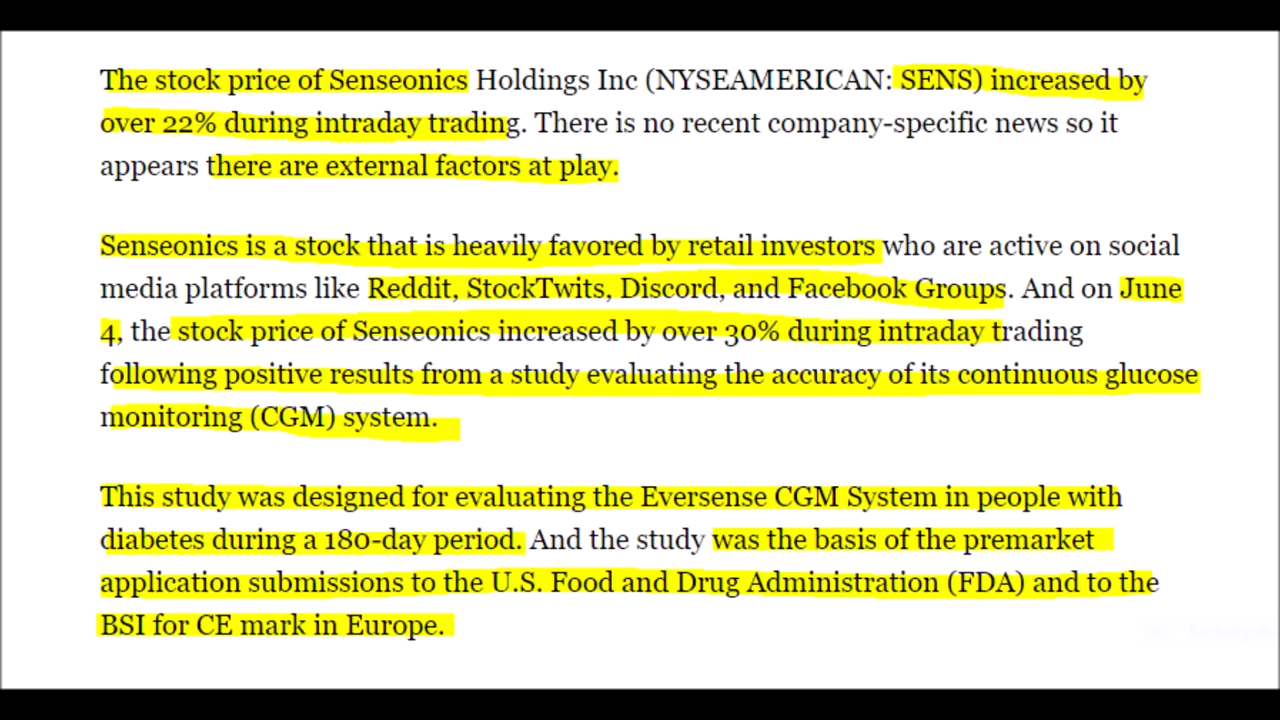 The stock price of Senseonics Holdings Inc (NYSEAMERICAN: SENS) increased by
over 22% during intraday trading. There is no recent company-specific news so it
appears there are external factors at play.
Senseonics is a stock that is heavily favored by retail investors who are active on social
media platforms like Reddit, StockTwits, Discord, and Facebook Groups. And on June
4, the stock price of Senseonics increased by over 30% during intraday trading
following positive results from a study evaluating the accuracy of its continuous glucose
monitoring (CGM) system.
This study was designed for evaluating the Eversense CGM System in people with
diabetes during a 180-day period. And the study was the basis of the premarket
application submissions to the U.S. Food and Drug Administration (FDA) and to the
BSI for CE mark in Europe.